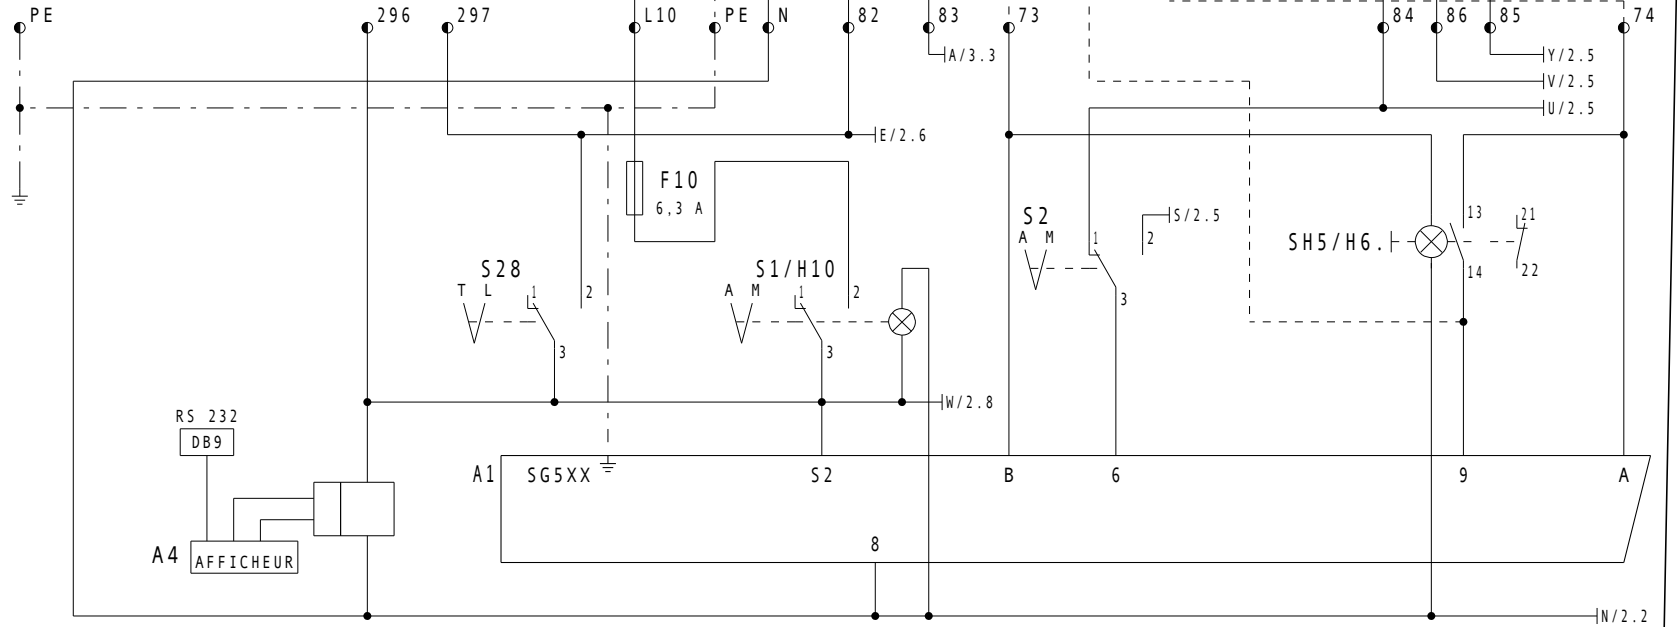 PE 296 297 L10 PE N 82 83 73 84 86 85 74
A/3.3 Y/2.5
V/2.5
U/2.5
E/2.6
F10
6,3 A
S2 S/2.5 13 21
A M 1 2 SH5/H6.
S28 S1/H10 14 22
T L 1 2 A M 1 2 3
3 3
W/2.8
RS 232
DB9
A1 SG5XX S2 B 6 9 A
8
A4 AFFICHEUR
N/2.2